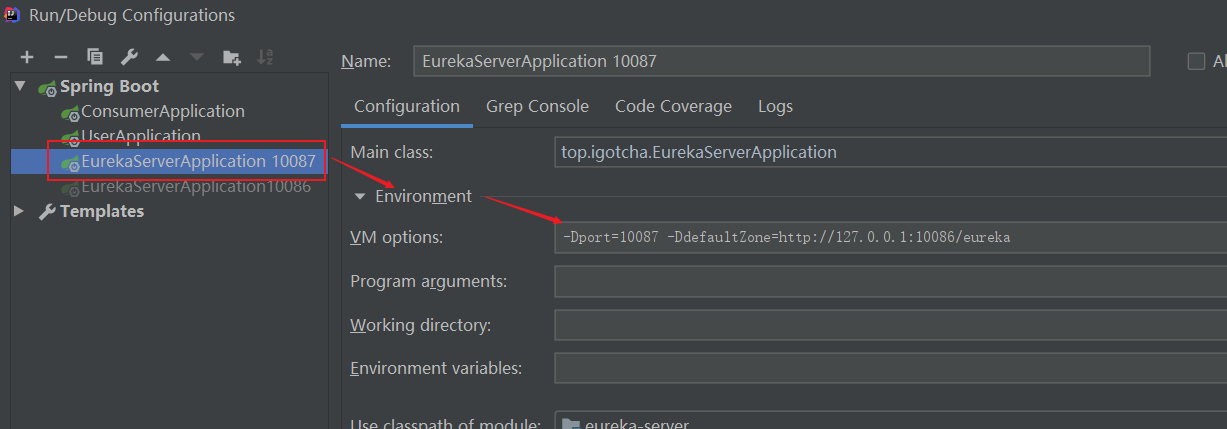 Run/Debug Configurations
Name: EurekaServerApplication 10087
Spring Boot
ConsumerApplication
UserApplication
EurekaServerApplication 10087
EurekaServerApplication10086
Templates
Configuration Grep Console Code Coverage Logs
Main class: top.igotcha.EurekaServerApplication
Environment
VM options: -Dport=10087 -DdefaultZone=http://127.0.0.1:10086/eureka
Program arguments:
Working directory:
Environment variables:
Use classpath of module: eureka-server